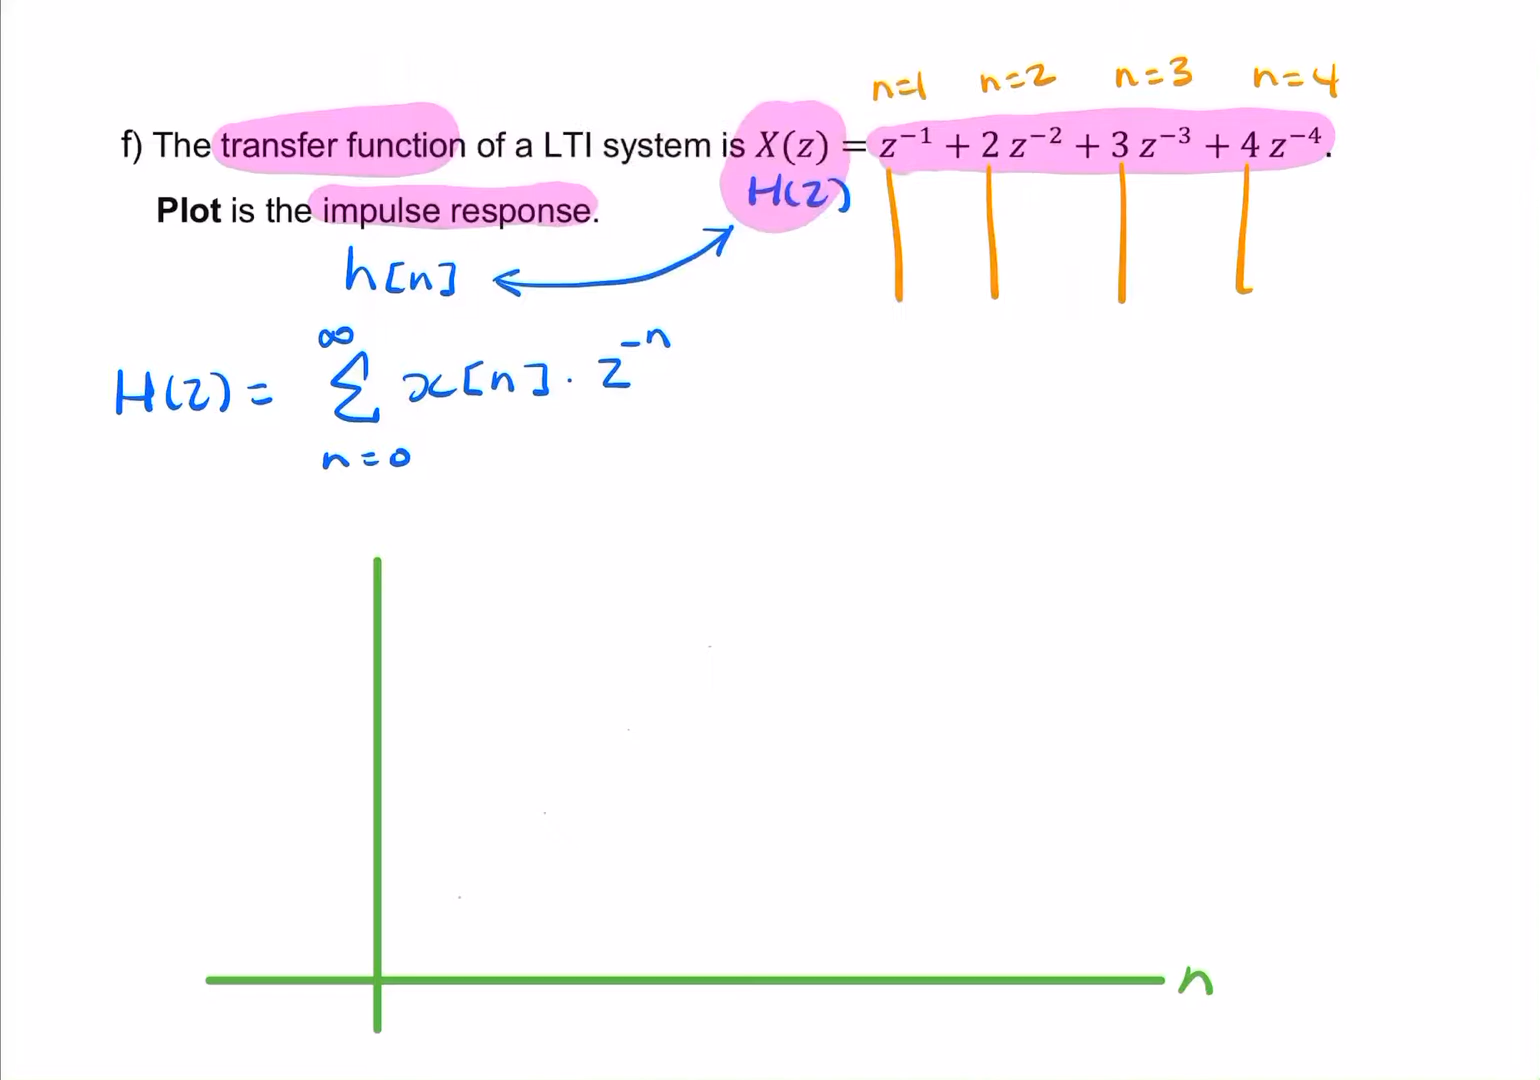 n=1 n=2 n=3 n=4
f) The transfer function of a LTI system is X(z) = z⁻¹ + 2 z⁻² + 3 z⁻³ + 4 z⁻⁴.
H(z)
Plot is the impulse response.
h[n]
H(z) = ∑ x[n] · z⁻ⁿ
∞
n=0
n